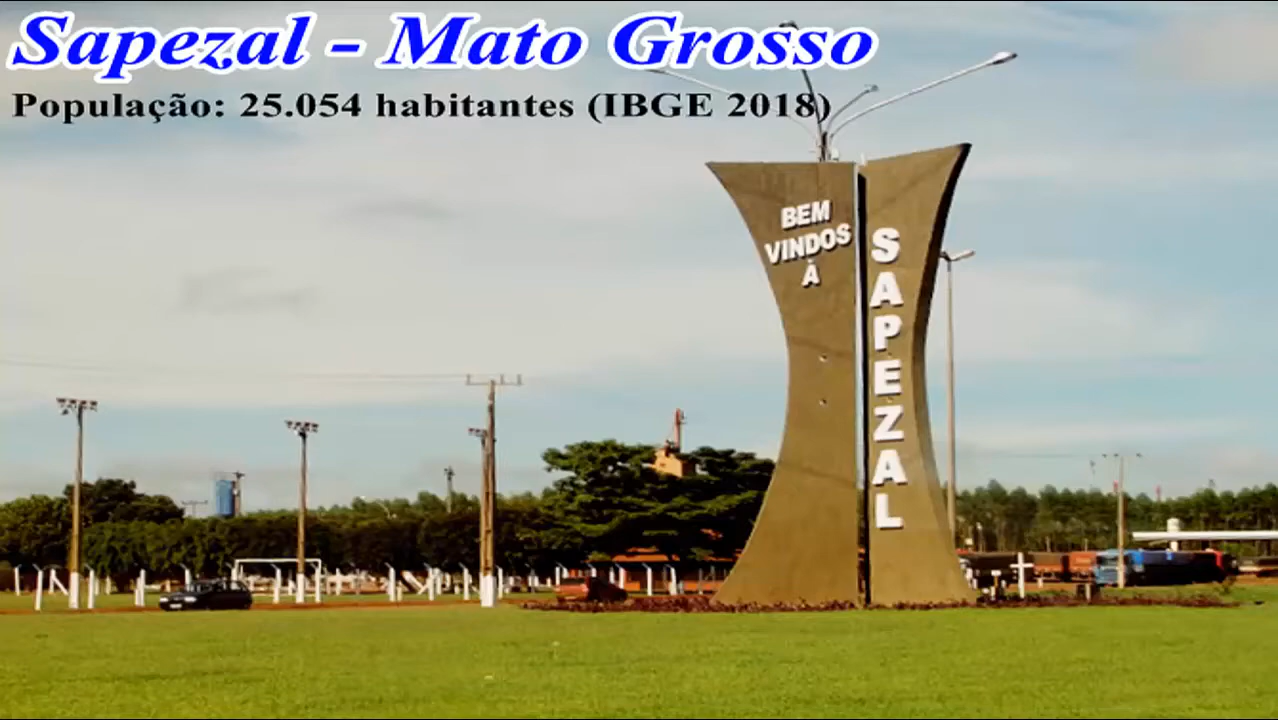 Sapezal - Mato Grosso
População: 25.054 habitantes (IBGE 2018)
BEM
VINDOS
À
SAPEZAL